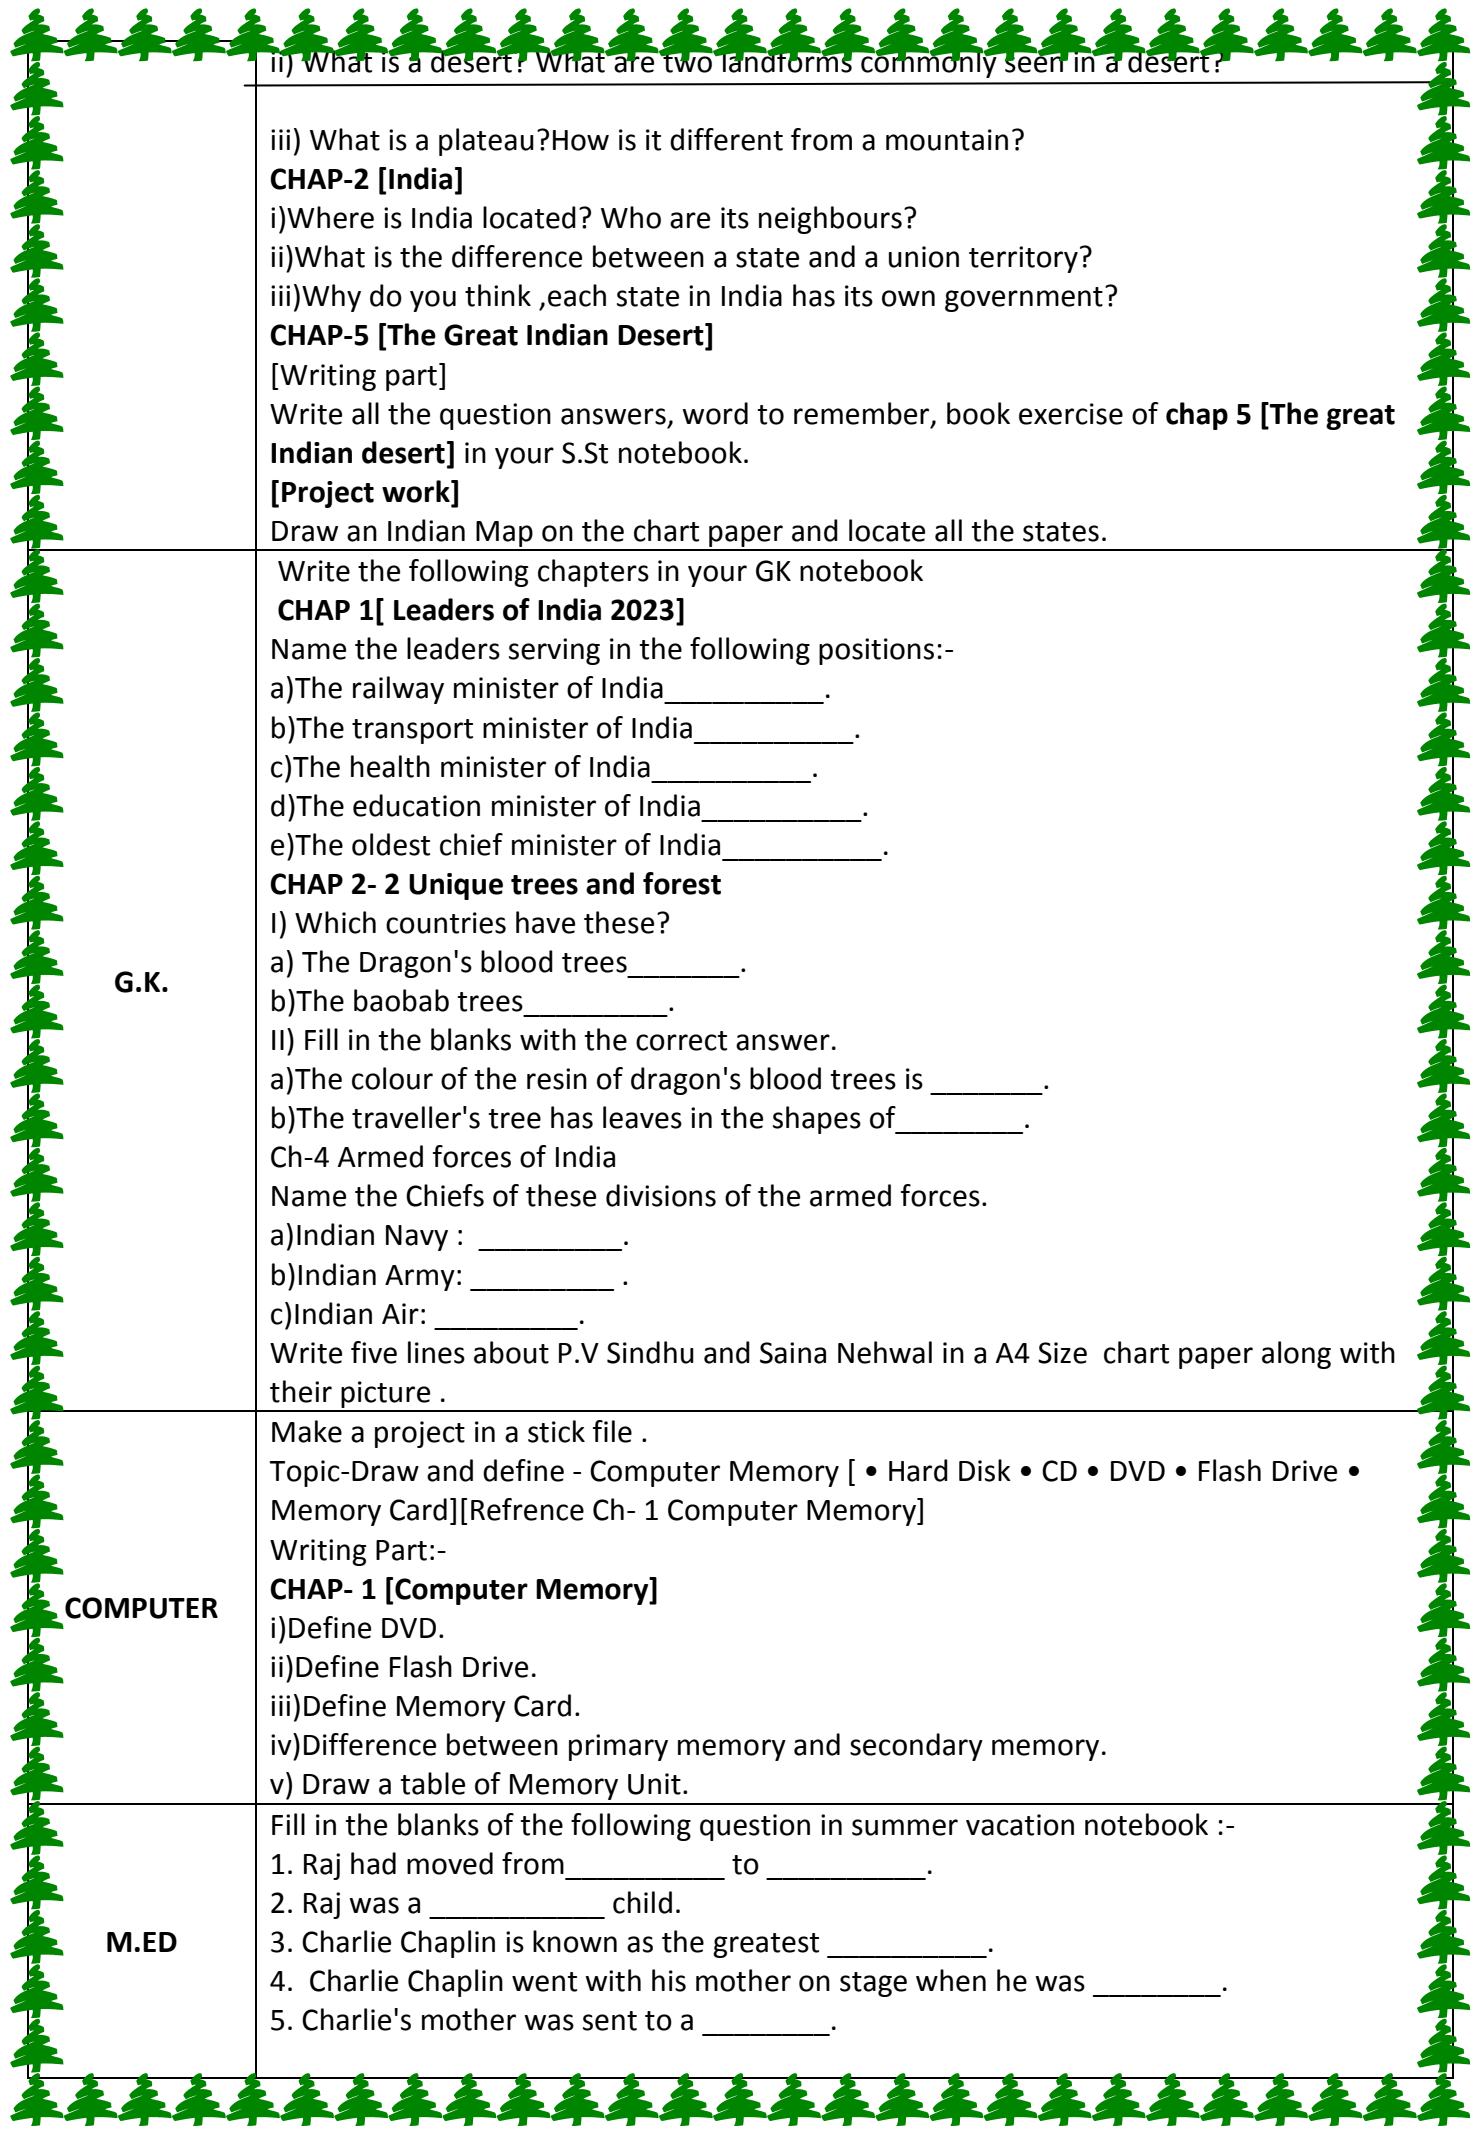 ii) What is a desert? What are two landforms commonly seen in a desert?
iii) What is a plateau?How is it different from a mountain?
CHAP-2 [India]
i)Where is India located? Who are its neighbours?
ii)What is the difference between a state and a union territory?
iii)Why do you think ,each state in India has its own government?
CHAP-5 [The Great Indian Desert]
[Writing part]
Write all the question answers, word to remember, book exercise of chap 5 [The great
Indian desert] in your S.St notebook.
[Project work]
Draw an Indian Map on the chart paper and locate all the states.
G.K.
Write the following chapters in your GK notebook
CHAP 1[ Leaders of India 2023]
Name the leaders serving in the following positions:-
a)The railway minister of India__________.
b)The transport minister of India__________.
c)The health minister of India__________.
d)The education minister of India__________.
e)The oldest chief minister of India__________.
CHAP 2- 2 Unique trees and forest
I) Which countries have these?
a) The Dragon's blood trees_______.
b)The baobab trees_________.
II) Fill in the blanks with the correct answer.
a)The colour of the resin of dragon's blood trees is _______.
b)The traveller's tree has leaves in the shapes of________.
Ch-4 Armed forces of India
Name the Chiefs of these divisions of the armed forces.
a)Indian Navy : _________.
b)Indian Army: _________ .
c)Indian Air: _________.
Write five lines about P.V Sindhu and Saina Nehwal in a A4 Size chart paper along with
their picture .
COMPUTER
Make a project in a stick file .
Topic-Draw and define - Computer Memory [ • Hard Disk • CD • DVD • Flash Drive •
Memory Card][Refrence Ch- 1 Computer Memory]
Writing Part:-
CHAP- 1 [Computer Memory]
i)Define DVD.
ii)Define Flash Drive.
iii)Define Memory Card.
iv)Difference between primary memory and secondary memory.
v) Draw a table of Memory Unit.
M.ED
Fill in the blanks of the following question in summer vacation notebook :-
1. Raj had moved from__________ to __________.
2. Raj was a ___________ child.
3. Charlie Chaplin is known as the greatest __________.
4. Charlie Chaplin went with his mother on stage when he was ________.
5. Charlie's mother was sent to a ________.